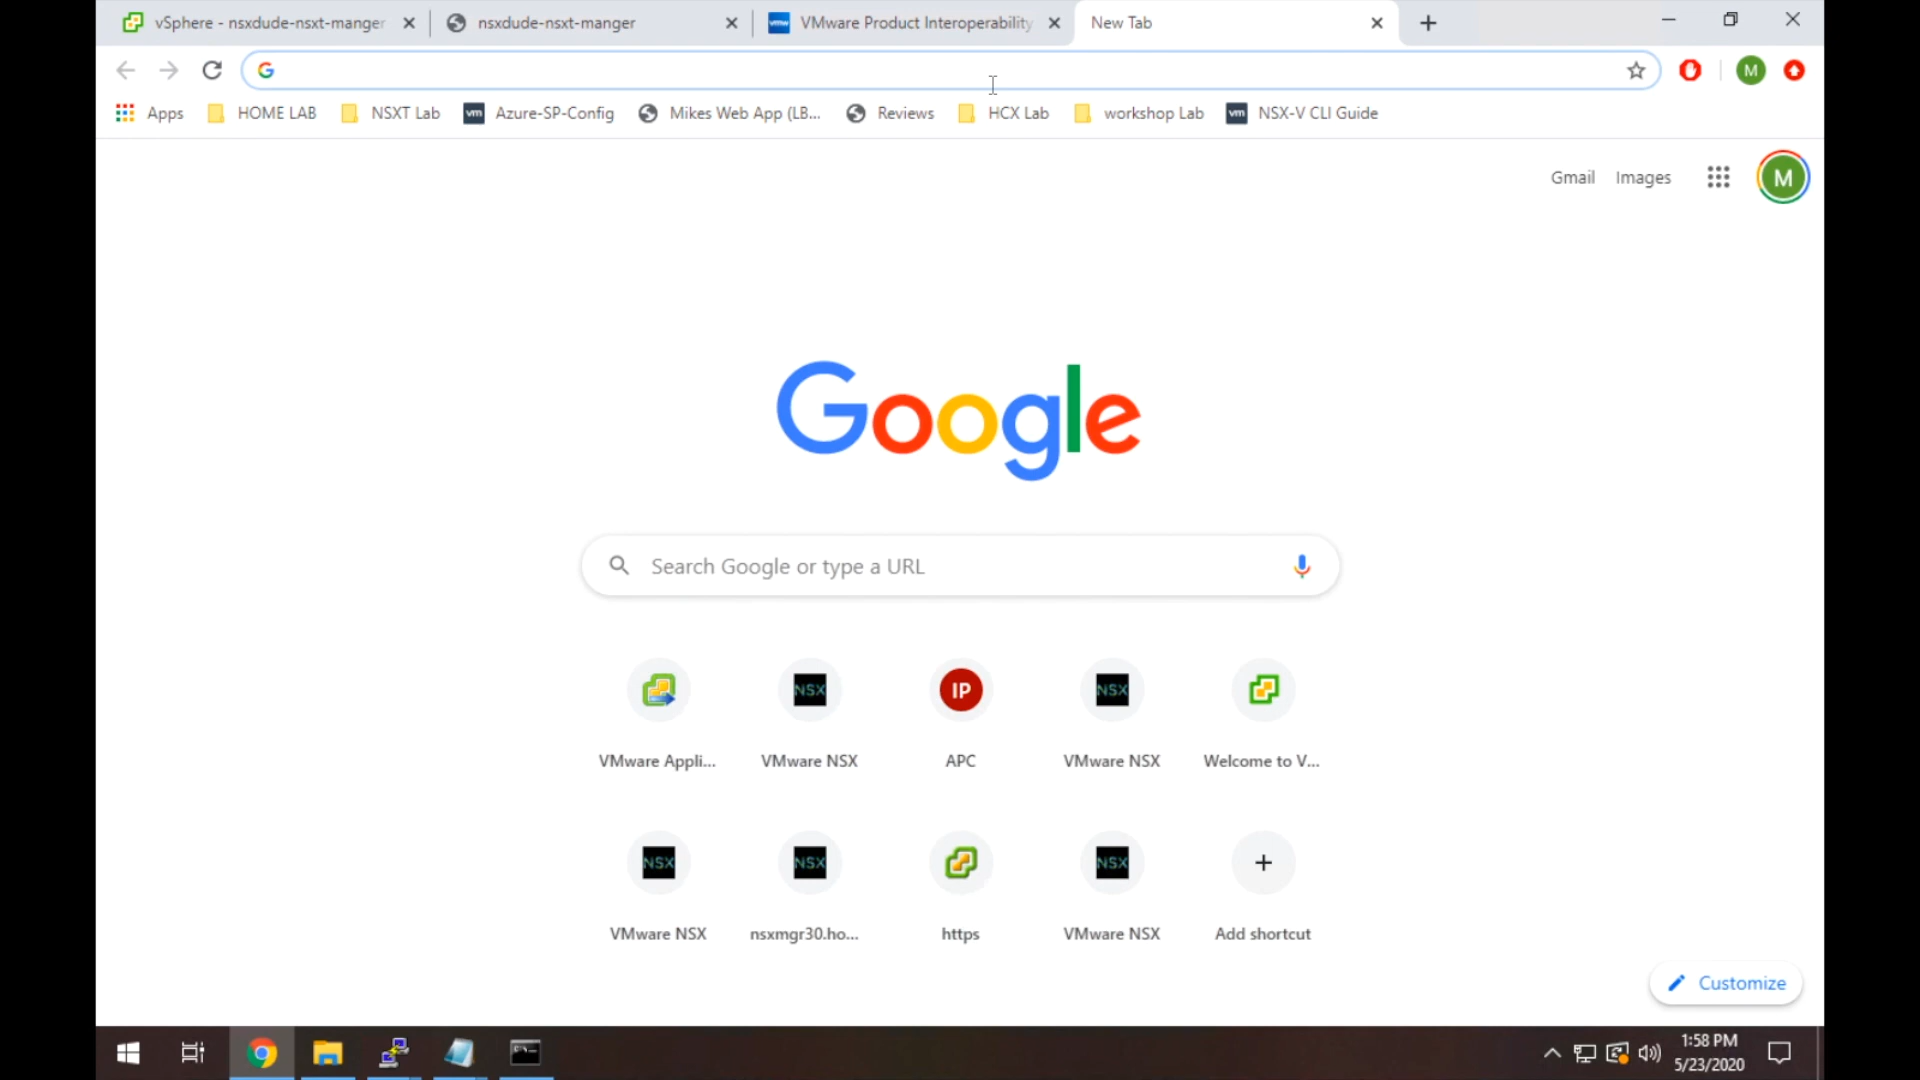 vSphere - nsxdude-nsxt-manger
nsxdude-nsxt-manger
vmw VMware Product Interoperability
New Tab
M
Apps
HOME LAB
NSXT Lab
vm Azure-SP-Config
Mikes Web App (LB...
Reviews
HCX Lab
workshop Lab
vm NSX-V CLI Guide
Gmail
Images
M
Google
Search Google or type a URL
NSX
IP
NSX
VMware Appli...
VMware NSX
APC
VMware NSX
Welcome to V...
NSX
NSX
NSX
VMware NSX
nsxmgr30.ho...
https
VMware NSX
Add shortcut
Customize
1:58 PM
5/23/2020